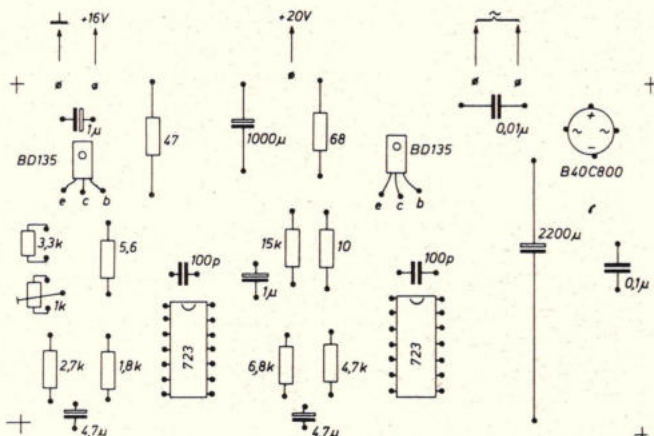 +16V
+20V
~
1μ
47
1000μ
68
0,01μ
~ + ~ −
BD135
BD135
B40C800
e c b
e c b
3,3k
5,6
15k
10
2200μ
100p
100p
1k
1μ
0,1μ
723
723
2,7k
1,8k
6,8k
4,7k
4,7μ
4,7μ